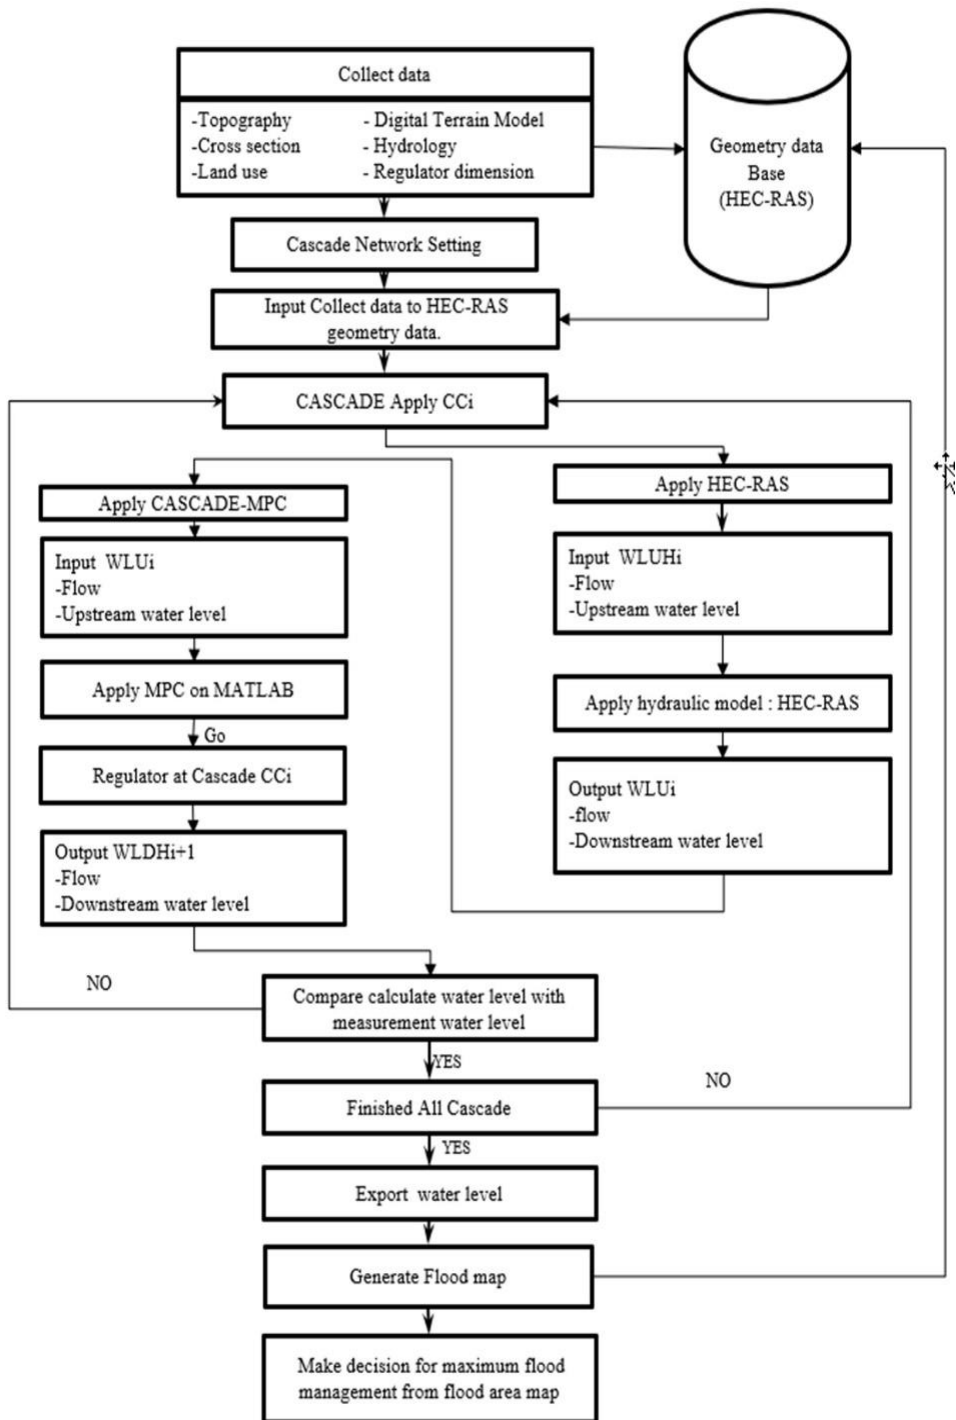 Collect data
-Topography
-Cross section
-Land use
- Digital Terrain Model
- Hydrology
- Regulator dimension
Geometry data
Base
(HEC-RAS)
Cascade Network Setting
Input Collect data to HEC-RAS
geometry data.
CASCADE Apply CCi
Apply CASCADE-MPC
Input WLUi
-Flow
-Upstream water level
Apply MPC on MATLAB
Go
Regulator at Cascade CCi
Output WLDHi+1
-Flow
-Downstream water level
Apply HEC-RAS
Input WLUHi
-Flow
-Upstream water level
Apply hydraulic model : HEC-RAS
Output WLUi
-flow
-Downstream water level
NO
Compare calculate water level with
measurement water level
YES
NO
Finished All Cascade
YES
Export water level
Generate Flood map
Make decision for maximum flood
management from flood area map